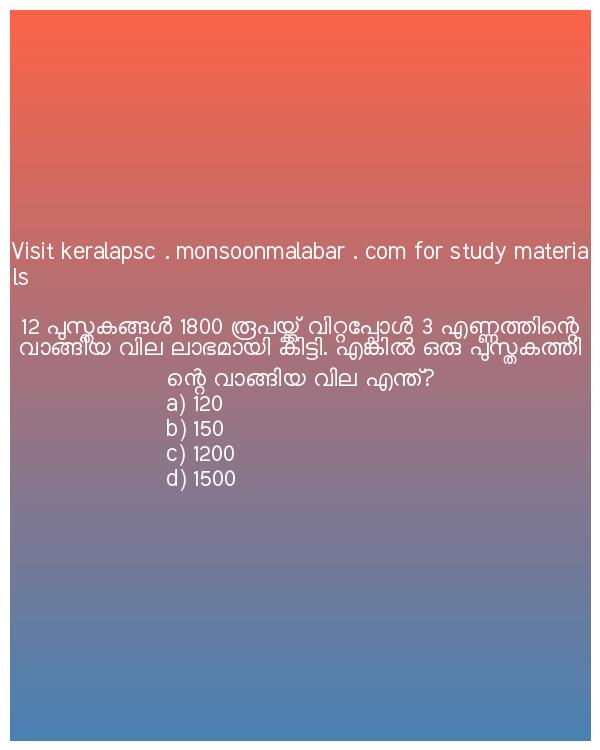 Visit keralapsc . monsoonmalabar . com for study materia
ls
12 പുസ്തകങ്ങൾ 1800 രൂപയ്ക്ക് വിറ്റപ്പോൾ 3 എണ്ണത്തിന്റെ
വാങ്ങിയ വില ലാഭമായി കിട്ടി. എങ്കിൽ ഒരു പുസ്തകത്തി
ന്റെ വാങ്ങിയ വില എന്ത്?
a) 120
b) 150
c) 1200
d) 1500